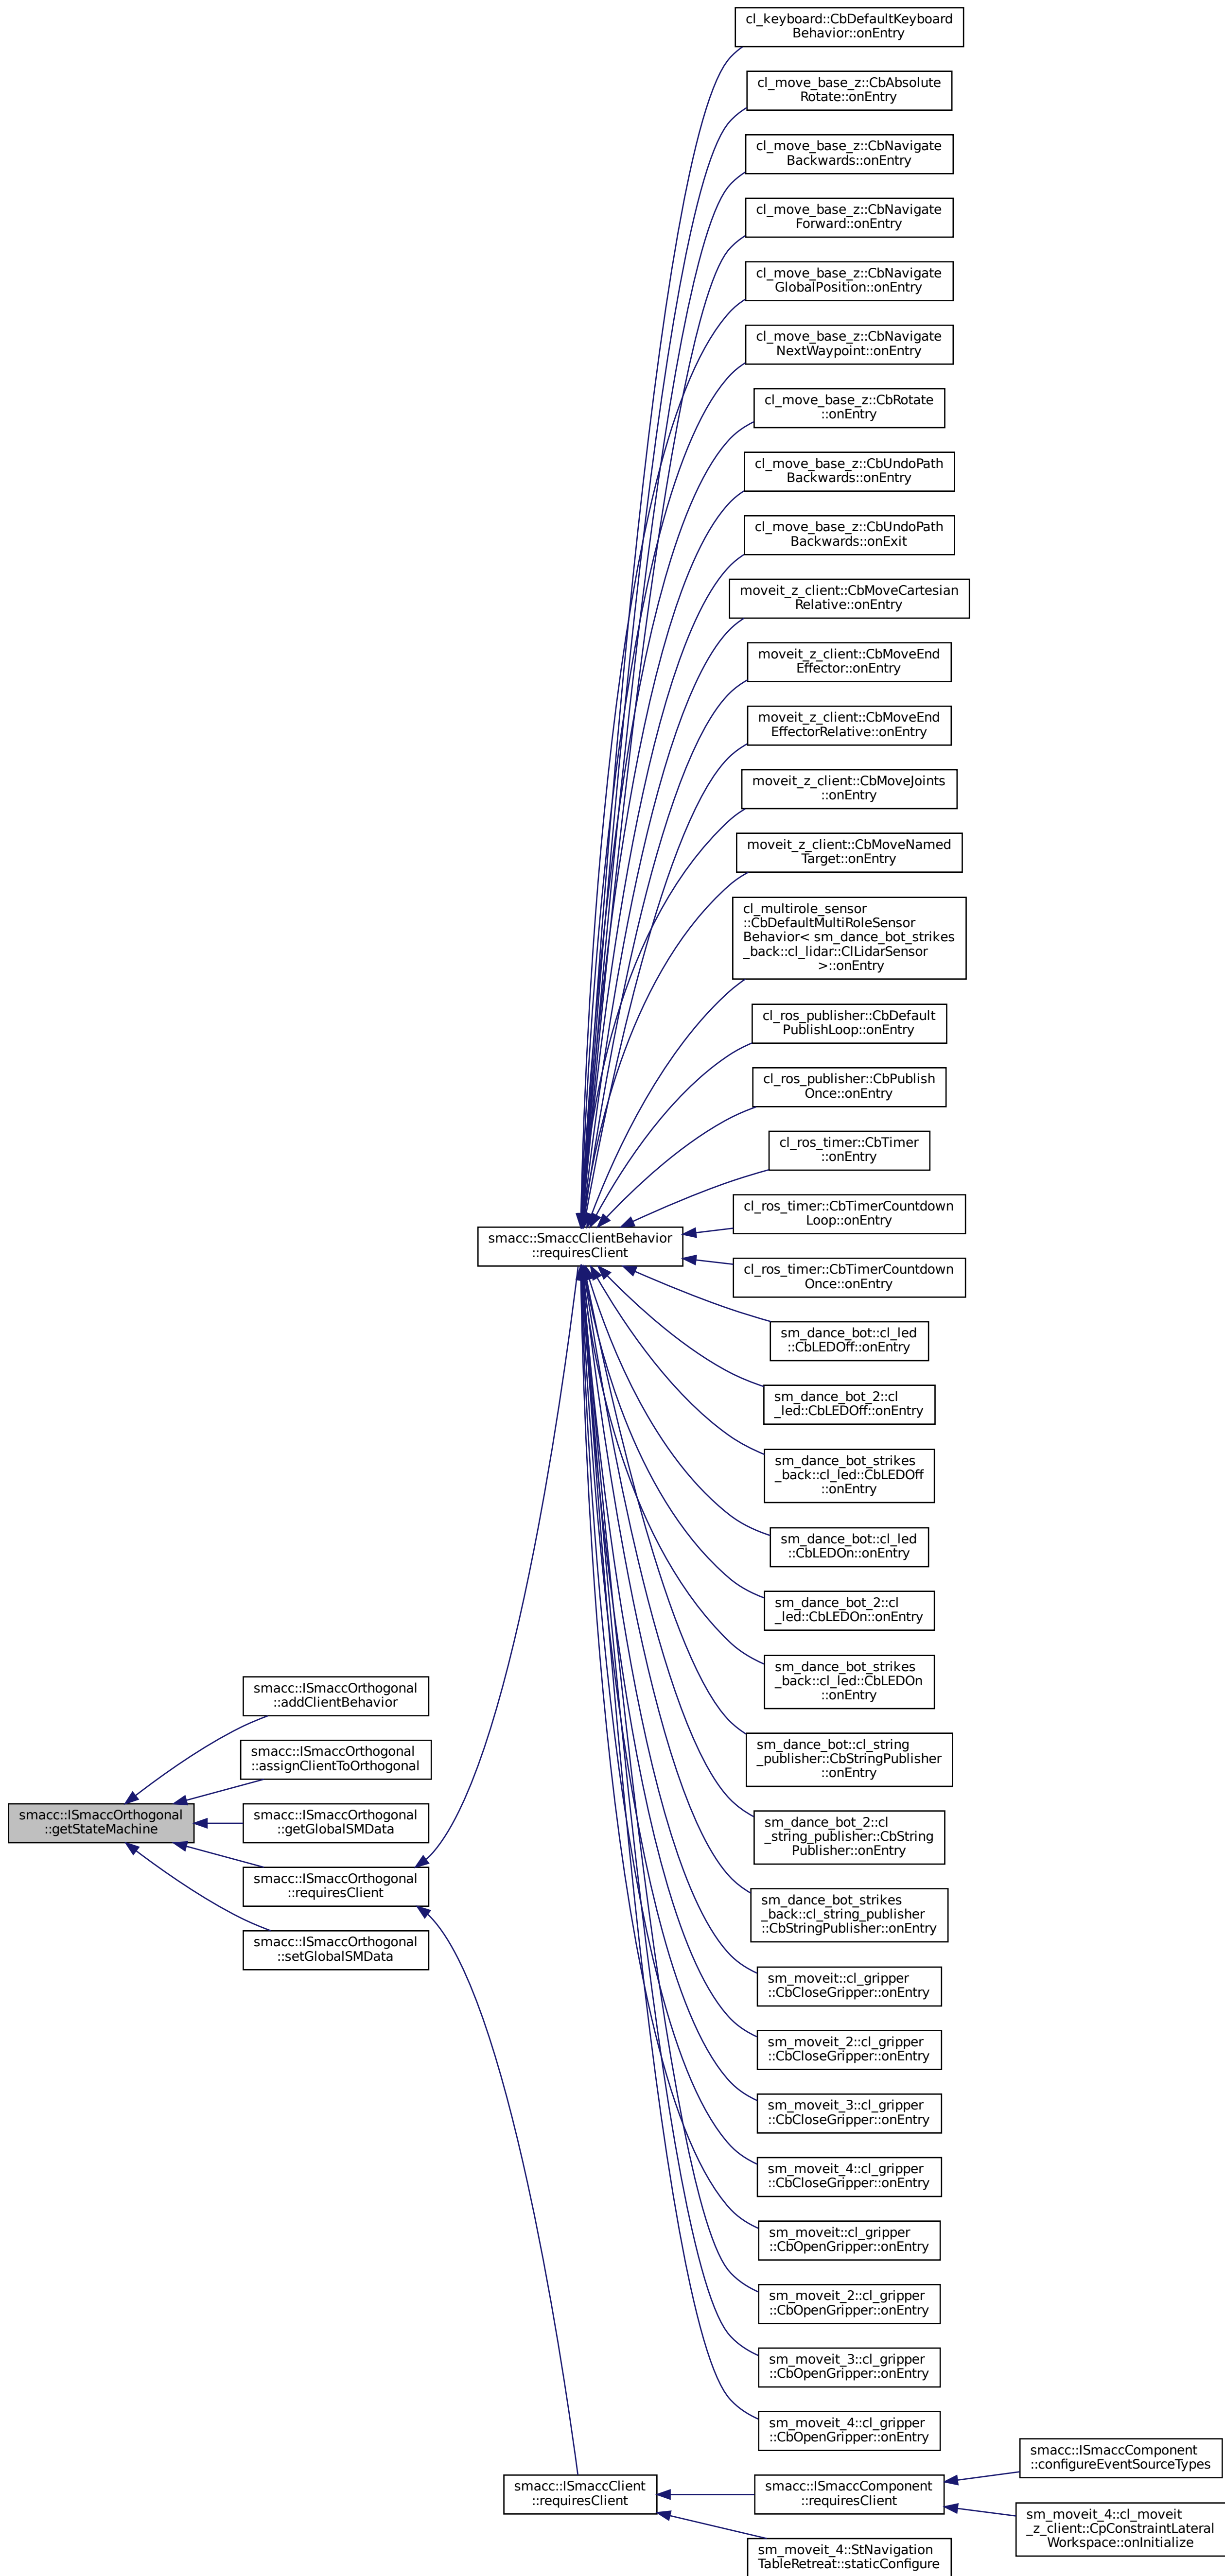 cl_keyboard::CbDefaultKeyboard
Behavior::onEntry
cl_move_base_z::CbAbsolute
Rotate::onEntry
cl_move_base_z::CbNavigate
Backwards::onEntry
cl_move_base_z::CbNavigate
Forward::onEntry
cl_move_base_z::CbNavigate
GlobalPosition::onEntry
cl_move_base_z::CbNavigate
NextWaypoint::onEntry
cl_move_base_z::CbRotate
::onEntry
cl_move_base_z::CbUndoPath
Backwards::onEntry
cl_move_base_z::CbUndoPath
Backwards::onExit
moveit_z_client::CbMoveCartesian
Relative::onEntry
moveit_z_client::CbMoveEnd
Effector::onEntry
moveit_z_client::CbMoveEnd
EffectorRelative::onEntry
moveit_z_client::CbMoveJoints
::onEntry
moveit_z_client::CbMoveNamed
Target::onEntry
cl_multirole_sensor
::CbDefaultMultiRoleSensor
Behavior< sm_dance_bot_strikes
_back::cl_lidar::ClLidarSensor
>::onEntry
cl_ros_publisher::CbDefault
PublishLoop::onEntry
cl_ros_publisher::CbPublish
Once::onEntry
cl_ros_timer::CbTimer
::onEntry
cl_ros_timer::CbTimerCountdown
Loop::onEntry
smacc::SmaccClientBehavior
::requiresClient
cl_ros_timer::CbTimerCountdown
Once::onEntry
sm_dance_bot::cl_led
::CbLEDOff::onEntry
sm_dance_bot_2::cl
_led::CbLEDOff::onEntry
sm_dance_bot_strikes
_back::cl_led::CbLEDOff
::onEntry
sm_dance_bot::cl_led
::CbLEDOn::onEntry
sm_dance_bot_2::cl
_led::CbLEDOn::onEntry
sm_dance_bot_strikes
_back::cl_led::CbLEDOn
::onEntry
smacc::ISmaccOrthogonal
::addClientBehavior
sm_dance_bot::cl_string
_publisher::CbStringPublisher
::onEntry
smacc::ISmaccOrthogonal
::assignClientToOrthogonal
smacc::ISmaccOrthogonal
::getStateMachine
smacc::ISmaccOrthogonal
::getGlobalSMData
sm_dance_bot_2::cl
_string_publisher::CbString
Publisher::onEntry
smacc::ISmaccOrthogonal
::requiresClient
sm_dance_bot_strikes
_back::cl_string_publisher
::CbStringPublisher::onEntry
smacc::ISmaccOrthogonal
::setGlobalSMData
sm_moveit::cl_gripper
::CbCloseGripper::onEntry
sm_moveit_2::cl_gripper
::CbCloseGripper::onEntry
sm_moveit_3::cl_gripper
::CbCloseGripper::onEntry
sm_moveit_4::cl_gripper
::CbCloseGripper::onEntry
sm_moveit::cl_gripper
::CbOpenGripper::onEntry
sm_moveit_2::cl_gripper
::CbOpenGripper::onEntry
sm_moveit_3::cl_gripper
::CbOpenGripper::onEntry
sm_moveit_4::cl_gripper
::CbOpenGripper::onEntry
smacc::ISmaccComponent
::configureEventSourceTypes
smacc::ISmaccClient
::requiresClient
smacc::ISmaccComponent
::requiresClient
sm_moveit_4::cl_moveit
_z_client::CpConstraintLateral
Workspace::onInitialize
sm_moveit_4::StNavigation
TableRetreat::staticConfigure